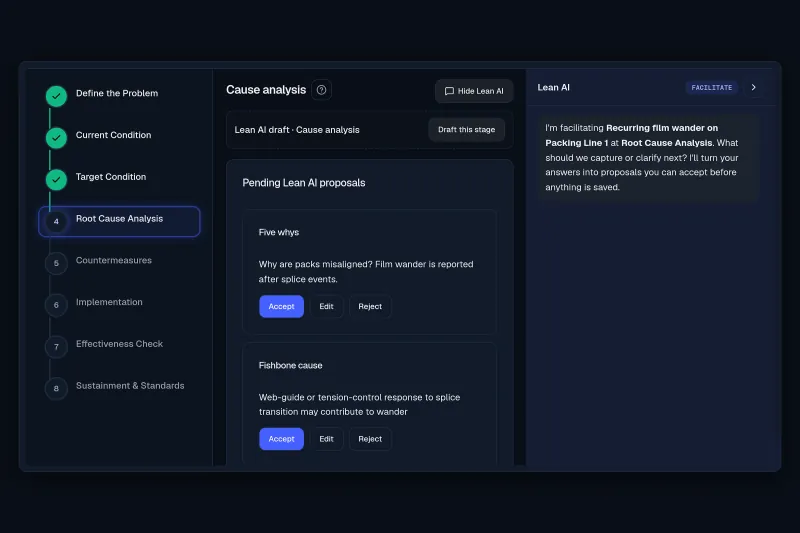 Define the Problem
Current Condition
Target Condition
4
Root Cause Analysis
5
Countermeasures
6
Implementation
7
Effectiveness Check
8
Sustainment & Standards
Cause analysis
?
Hide Lean AI
Lean AI draft · Cause analysis
Draft this stage
Pending Lean AI proposals
Five whys
Why are packs misaligned? Film wander is reported
after splice events.
Accept
Edit
Reject
Fishbone cause
Web-guide or tension-control response to splice
transition may contribute to wander
Accept
Edit
Reject
Lean AI
FACILITATE
I'm facilitating Recurring film wander on
Packing Line 1 at Root Cause Analysis. What
should we capture or clarify next? I'll turn your
answers into proposals you can accept before
anything is saved.